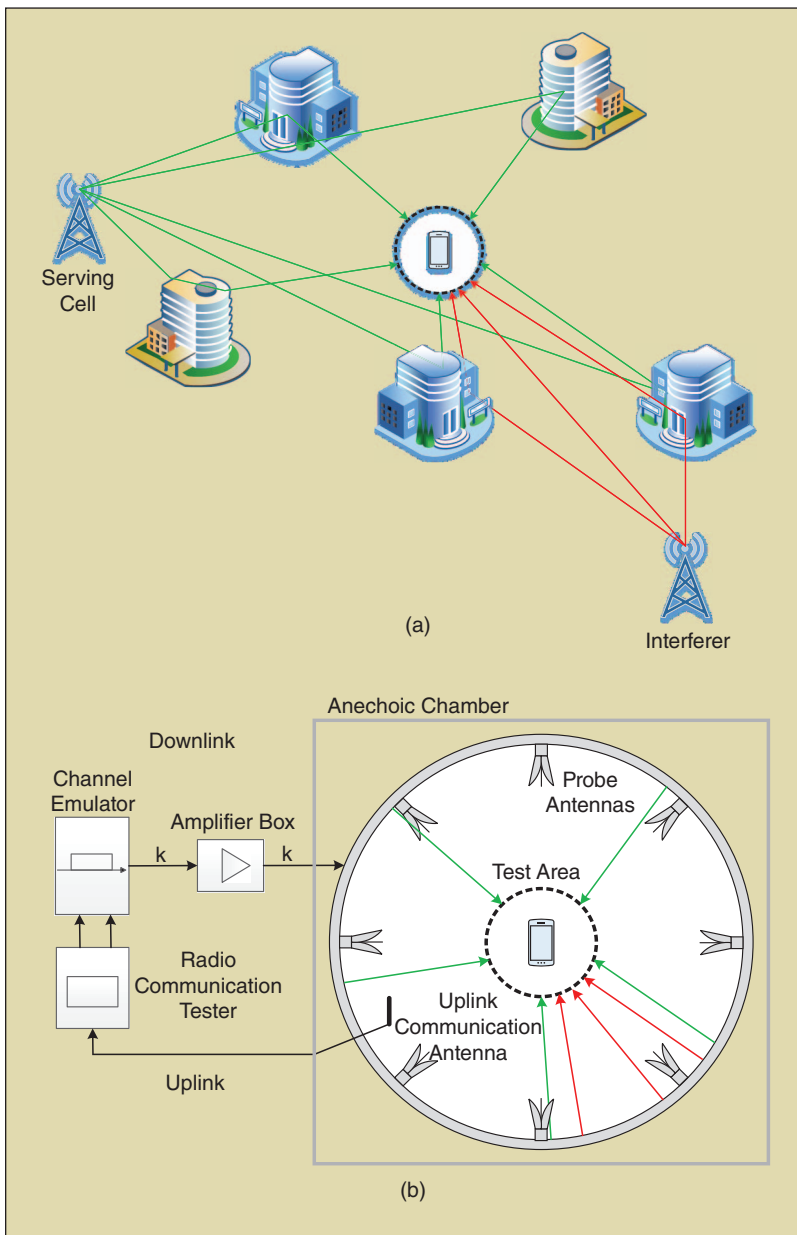 Serving
Cell
(a)
Interferer
Anechoic Chamber
Downlink
Channel
Emulator
Probe
Antennas
Amplifier Box
k
k
Test Area
Radio
Communication
Tester
Uplink
Communication
Antenna
Uplink
(b)